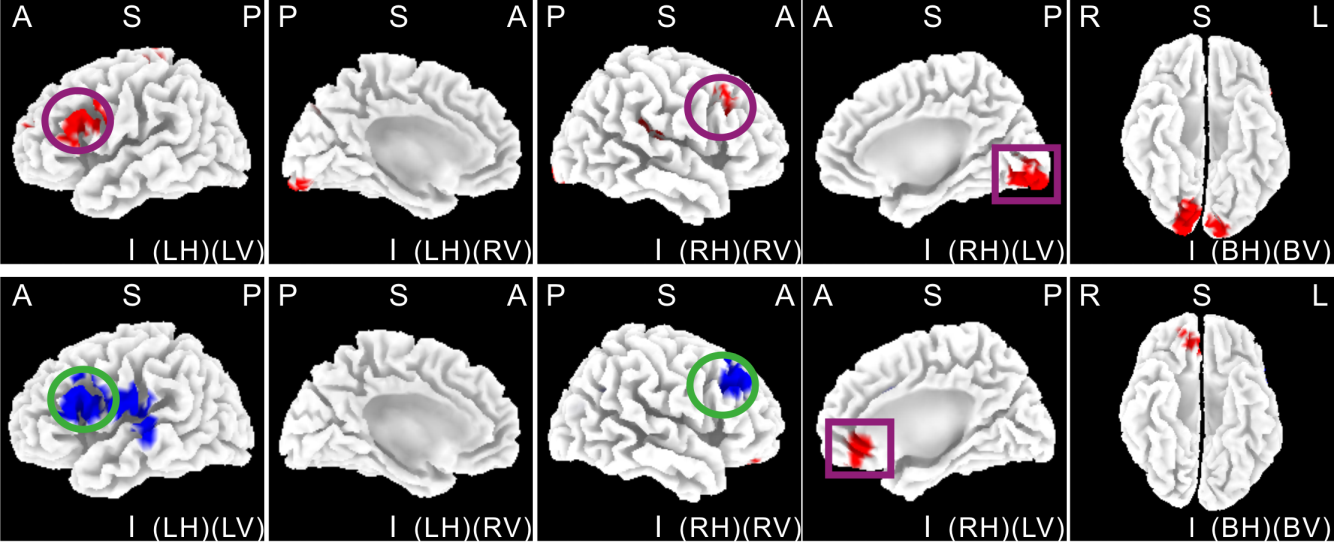 A S P
I (LH)(LV)
P S A
I (LH)(RV)
P S A
I (RH)(RV)
A S P
I (RH)(LV)
R S L
I (BH)(BV)
A S P
I (LH)(LV)
P S A
I (LH)(RV)
P S A
I (RH)(RV)
A S P
I (RH)(LV)
R S L
I (BH)(BV)